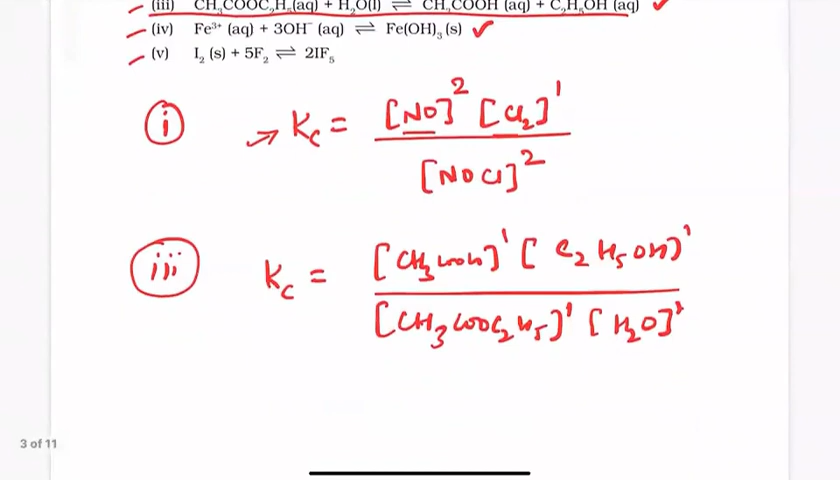 (iii) CH₃COOC₂H₅(aq) + H₂O(l) ⇌ CH₃COOH (aq) + C₂H₅OH (aq) ✓
(iv) Fe³⁺ (aq) + 3OH⁻ (aq) ⇌ Fe(OH)₃ (s) ✓
(v) I₂ (s) + 5F₂ ⇌ 2IF₅
(i) → Kc = [NO]² [Cl₂]¹
[NOCl]²
(iii) Kc = [CH₃COOH]¹ [C₂H₅OH]¹
[CH₃COOC₂H₅]¹ [H₂O]¹
3 of 11